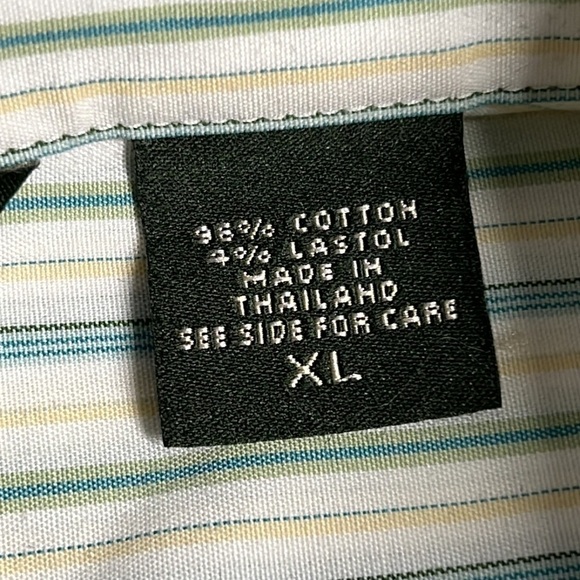 96% COTTON
4% LASTOL
MADE IN
THAILAND
SEE SIDE FOR CARE
XL